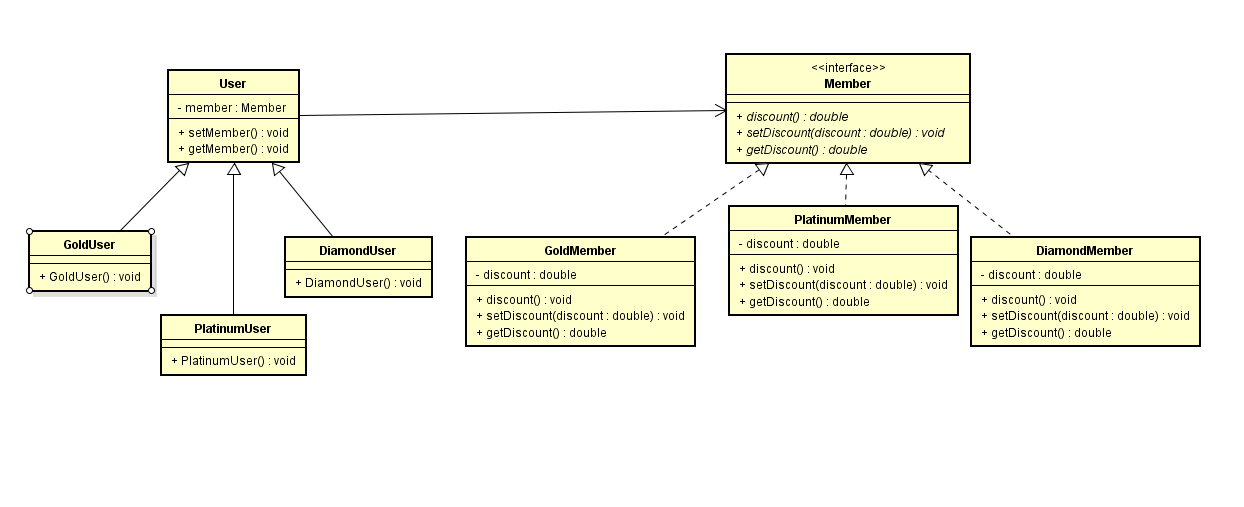 User
- member : Member
+ setMember() : void
+ getMember() : void
<<interface>>
Member
+ discount() : double
+ setDiscount(discount : double) : void
+ getDiscount() : double
GoldUser
+ GoldUser() : void
PlatinumUser
+ PlatinumUser() : void
DiamondUser
+ DiamondUser() : void
GoldMember
- discount : double
+ discount() : void
+ setDiscount(discount : double) : void
+ getDiscount() : double
PlatinumMember
- discount : double
+ discount() : void
+ setDiscount(discount : double) : void
+ getDiscount() : double
DiamondMember
- discount : double
+ discount() : void
+ setDiscount(discount : double) : void
+ getDiscount() : double